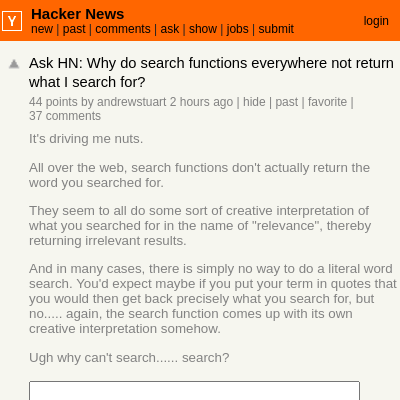 Y
Hacker News
new | past | comments | ask | show | jobs | submit
login
Ask HN: Why do search functions everywhere not return
what I search for?
44 points by andrewstuart 2 hours ago | hide | past | favorite |
37 comments
It's driving me nuts.
All over the web, search functions don't actually return the
word you searched for.
They seem to all do some sort of creative interpretation of
what you searched for in the name of "relevance", thereby
returning irrelevant results.
And in many cases, there is simply no way to do a literal word
search. You'd expect maybe if you put your term in quotes that
you would then get back precisely what you search for, but
no..... again, the search function comes up with its own
creative interpretation somehow.
Ugh why can't search...... search?